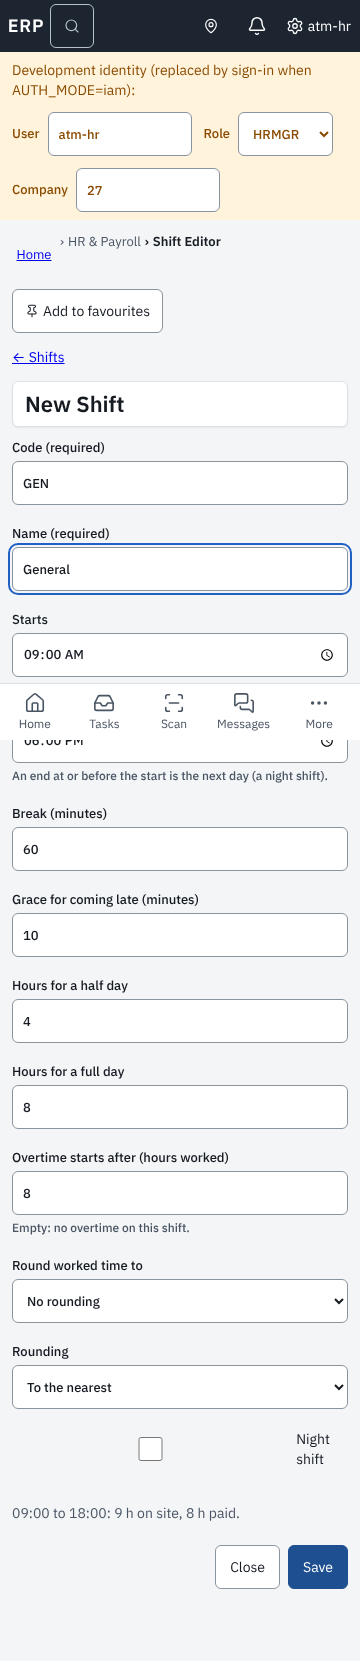 ERP
atm-hr
Development identity (replaced by sign-in when
AUTH_MODE=iam):
User atm-hr Role HRMGR
Company 27
Home › HR & Payroll › Shift Editor
Add to favourites
← Shifts
New Shift
Code (required)
GEN
Name (required)
General
Starts
09:00 AM
Home Tasks Scan Messages More
06:00 PM
An end at or before the start is the next day (a night shift).
Break (minutes)
60
Grace for coming late (minutes)
10
Hours for a half day
4
Hours for a full day
8
Overtime starts after (hours worked)
8
Empty: no overtime on this shift.
Round worked time to
No rounding
Rounding
To the nearest
Night
shift
09:00 to 18:00: 9 h on site, 8 h paid.
Close Save